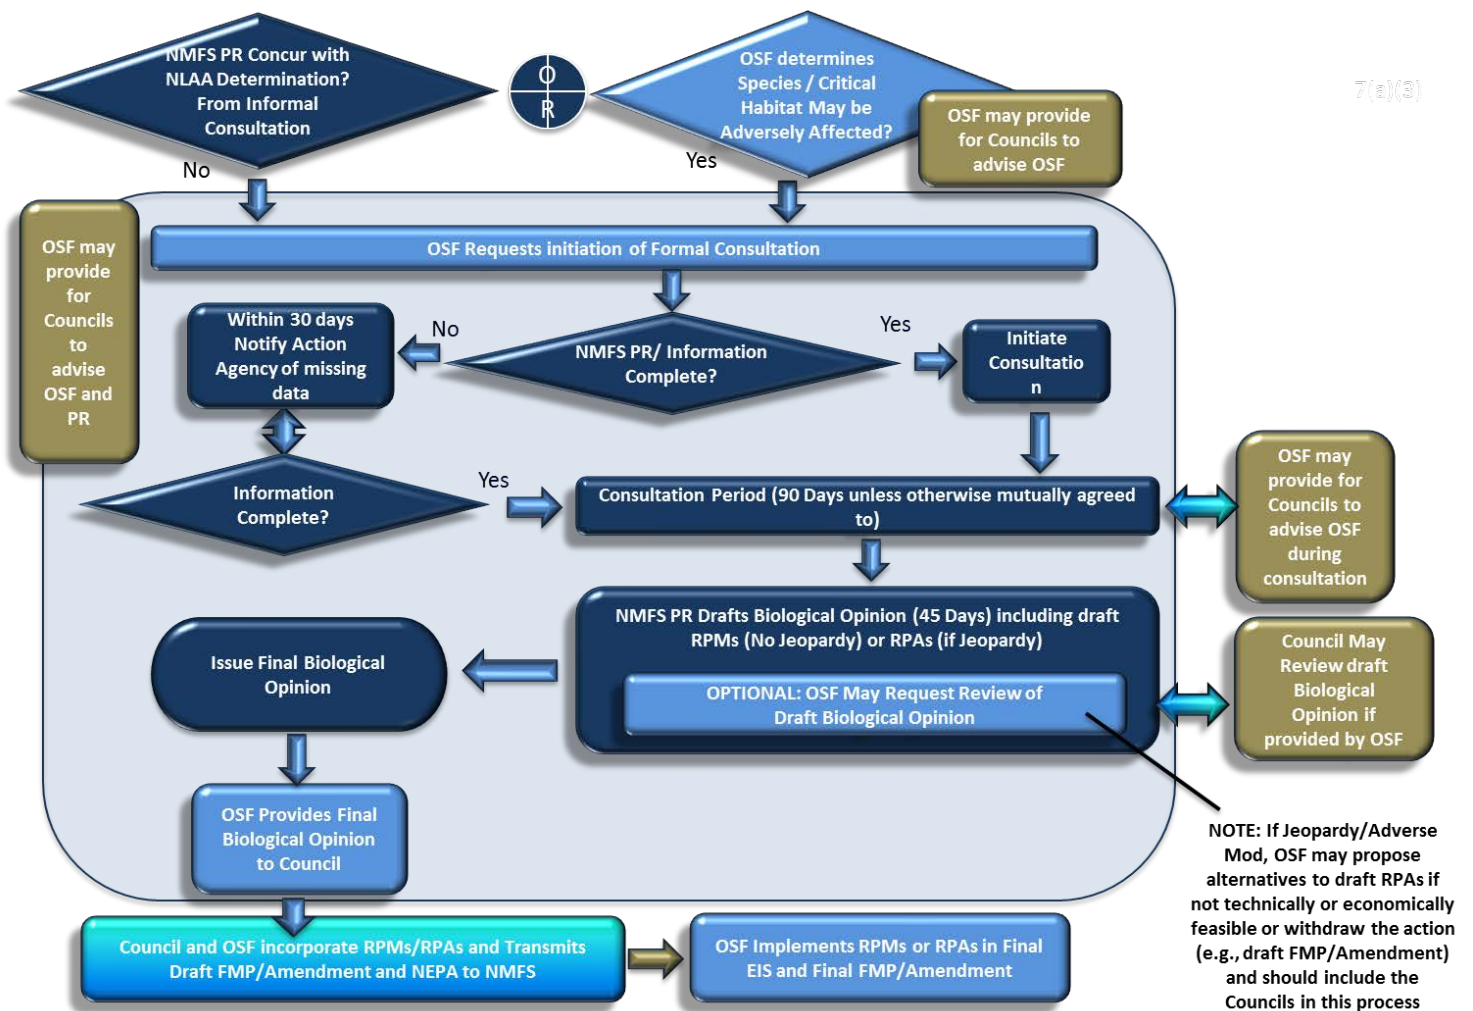 NMFS PR Concur with
NLAA Determination?
From Informal
Consultation
O
R
OSF determines
Species / Critical
Habitat May be
Adversely Affected?
7(a)(3)
OSF may provide
for Councils to
advise OSF
No
Yes
OSF may
provide
for
Councils
to
advise
OSF and
PR
OSF Requests initiation of Formal Consultation
Within 30 days
Notify Action
Agency of missing
data
No
NMFS PR/ Information
Complete?
Yes
Initiate
Consultatio
n
Information
Complete?
Yes
Consultation Period (90 Days unless otherwise mutually agreed
to)
OSF may
provide for
Councils to
advise OSF
during
consultation
NMFS PR Drafts Biological Opinion (45 Days) including draft
RPMs (No Jeopardy) or RPAs (if Jeopardy)
OPTIONAL: OSF May Request Review of
Draft Biological Opinion
Council May
Review draft
Biological
Opinion if
provided by OSF
Issue Final Biological
Opinion
OSF Provides Final
Biological Opinion
to Council
NOTE: If Jeopardy/Adverse
Mod, OSF may propose
alternatives to draft RPAs if
not technically or economically
feasible or withdraw the action
(e.g., draft FMP/Amendment)
and should include the
Councils in this process
Council and OSF incorporate RPMs/RPAs and Transmits
Draft FMP/Amendment and NEPA to NMFS
OSF Implements RPMs or RPAs in Final
EIS and Final FMP/Amendment